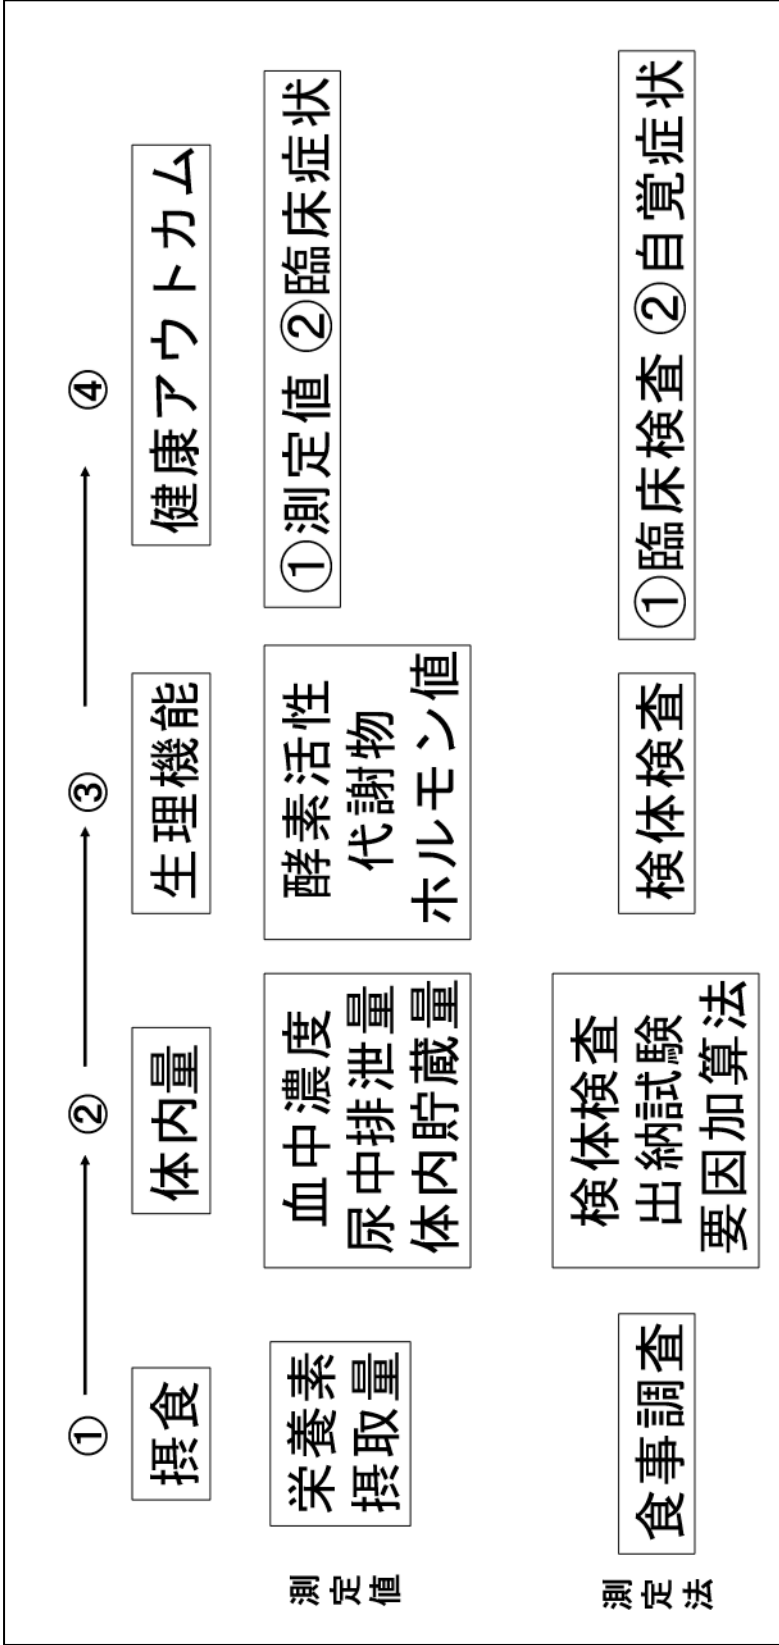 ① ② ③ ④
摂食
体内量
生理機能
健康アウトカム
測定値
栄養素
摂取量
血中濃度
尿中排泄量
体内貯蔵量
酵素活性
代謝物
ホルモン値
①測定値 ②臨床症状
測定法
食事調査
検体検査
出納試験
要因加算法
検体検査
①臨床検査 ②自覚症状